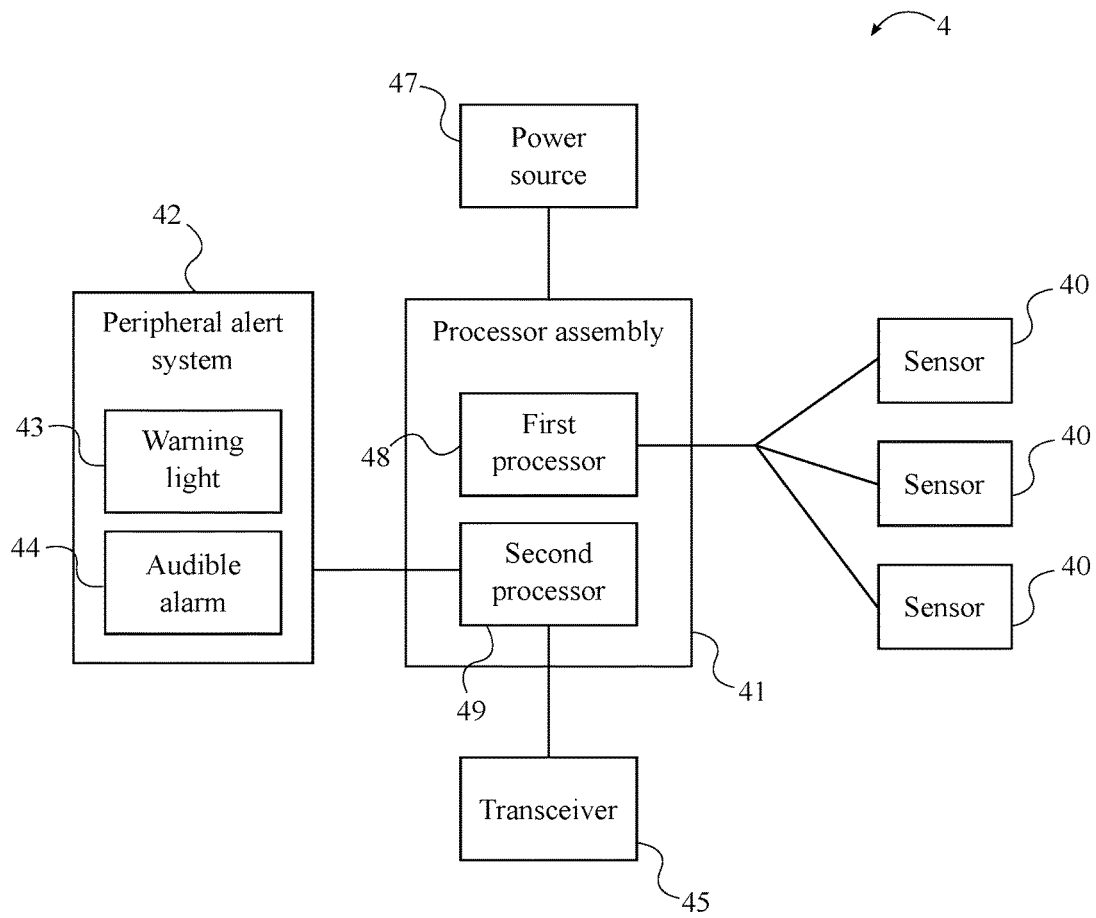 4
47
Power
source
42
Peripheral alert
system
43
Warning
light
44
Audible
alarm
Processor assembly
48
First
processor
Second
processor
49
41
40
Sensor
40
Sensor
40
Sensor
Transceiver
45